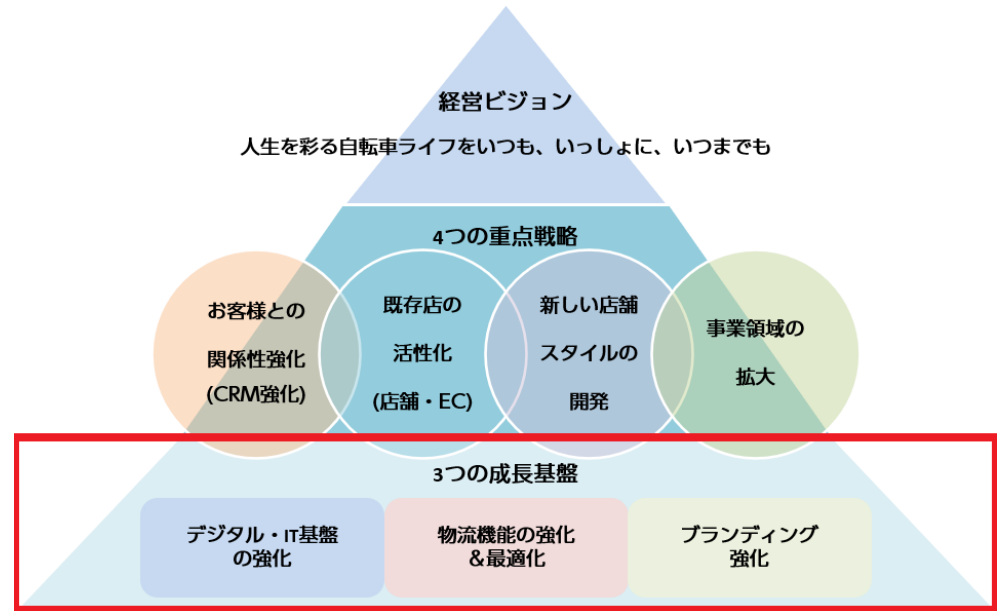 経営ビジョン
人生を彩る自転車ライフをいつも、いっしょに、いつまでも
4つの重点戦略
お客様との
関係性強化
(CRM強化)
既存店の
活性化
(店舗・EC)
新しい店舗
スタイルの
開発
事業領域の
拡大
3つの成長基盤
デジタル・IT基盤
の強化
物流機能の強化
&最適化
ブランディング
強化